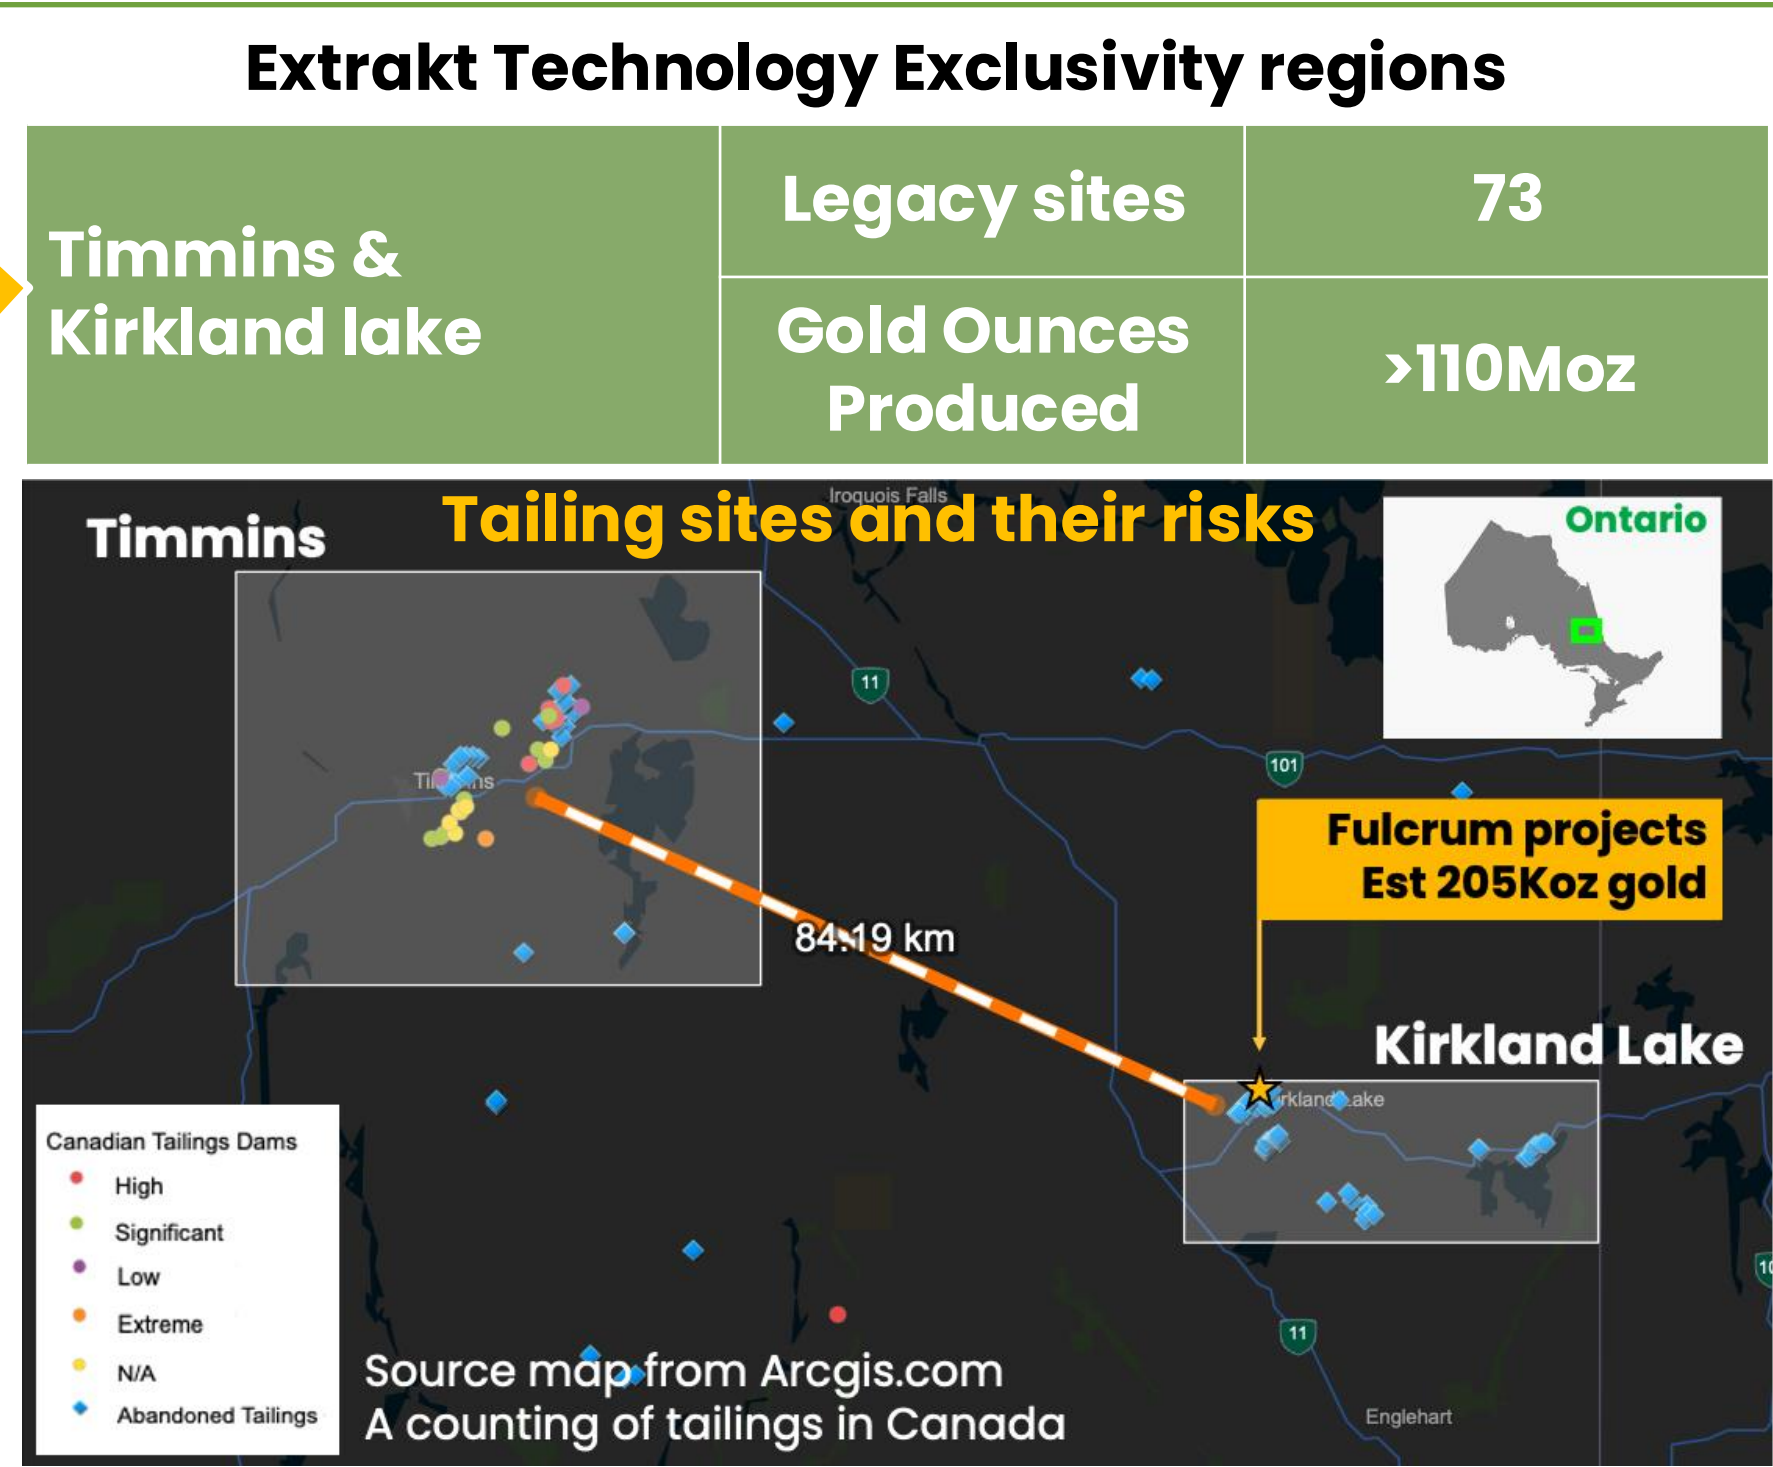 Extrakt Technology Exclusivity regions
Timmins &
Kirkland lake
Legacy sites
73
Gold Ounces
Produced
>110Moz
Iroquois Falls
Tailing sites and their risks
Timmins
Ontario
11
101
Fulcrum projects
Est 205Koz gold
84.19 km
Kirkland Lake
Canadian Tailings Dams
High
Significant
Low
Extreme
N/A
Abandoned Tailings
11
Source map from Arcgis.com
A counting of tailings in Canada
Englehart